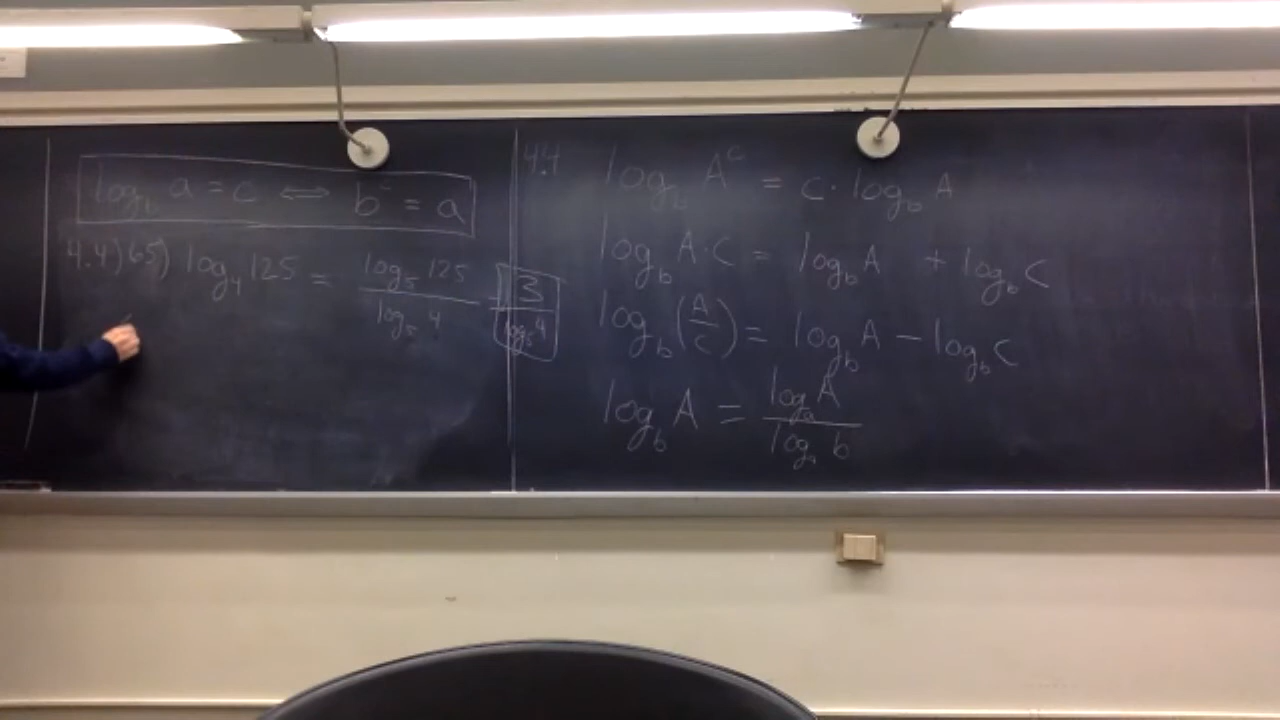 log_b a = c ⟺ b^c = a
4.4) 65) log_4 125 = (log_5 125)/(log_5 4) = 3/(log_5 4)
4.4 log_b A^c = c · log_b A
log_b A·C = log_b A + log_b C
log_b (A/C) = log_b A − log_b C
log_b A = (log_a A)/(log_a b)